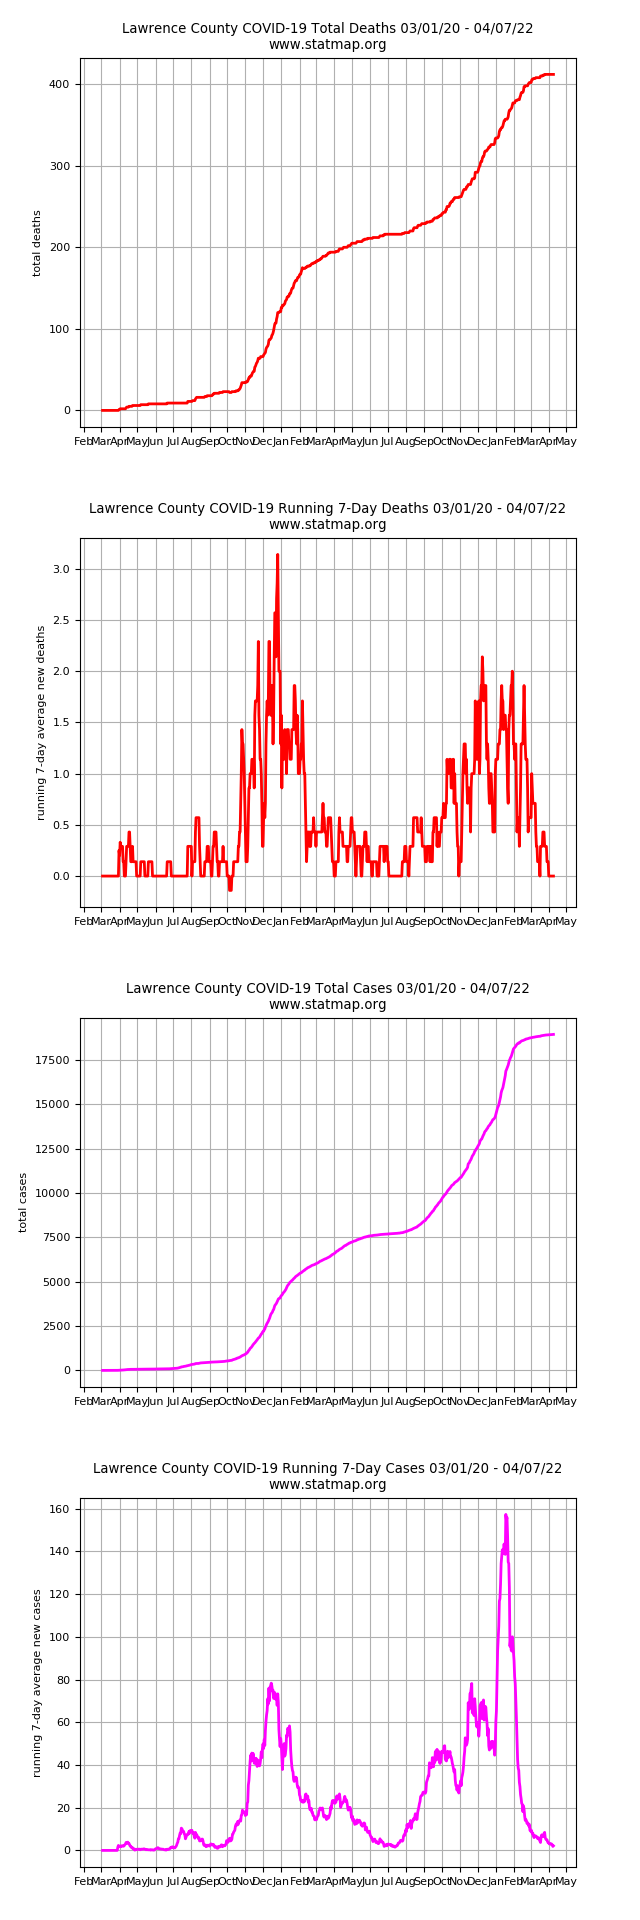 Lawrence County COVID-19 Total Deaths 03/01/20 - 04/07/22
www.statmap.org
400
300
200
100
0
total deaths
Feb Mar Apr May Jun Jul Aug Sep Oct Nov Dec Jan Feb Mar Apr May Jun Jul Aug Sep Oct Nov Dec Jan Feb Mar Apr May
Lawrence County COVID-19 Running 7-Day Deaths 03/01/20 - 04/07/22
www.statmap.org
3.0
2.5
2.0
1.5
1.0
0.5
0.0
running 7-day average new deaths
Feb Mar Apr May Jun Jul Aug Sep Oct Nov Dec Jan Feb Mar Apr May Jun Jul Aug Sep Oct Nov Dec Jan Feb Mar Apr May
Lawrence County COVID-19 Total Cases 03/01/20 - 04/07/22
www.statmap.org
17500
15000
12500
10000
7500
5000
2500
0
total cases
Feb Mar Apr May Jun Jul Aug Sep Oct Nov Dec Jan Feb Mar Apr May Jun Jul Aug Sep Oct Nov Dec Jan Feb Mar Apr May
Lawrence County COVID-19 Running 7-Day Cases 03/01/20 - 04/07/22
www.statmap.org
160
140
120
100
80
60
40
20
0
running 7-day average new cases
Feb Mar Apr May Jun Jul Aug Sep Oct Nov Dec Jan Feb Mar Apr May Jun Jul Aug Sep Oct Nov Dec Jan Feb Mar Apr May